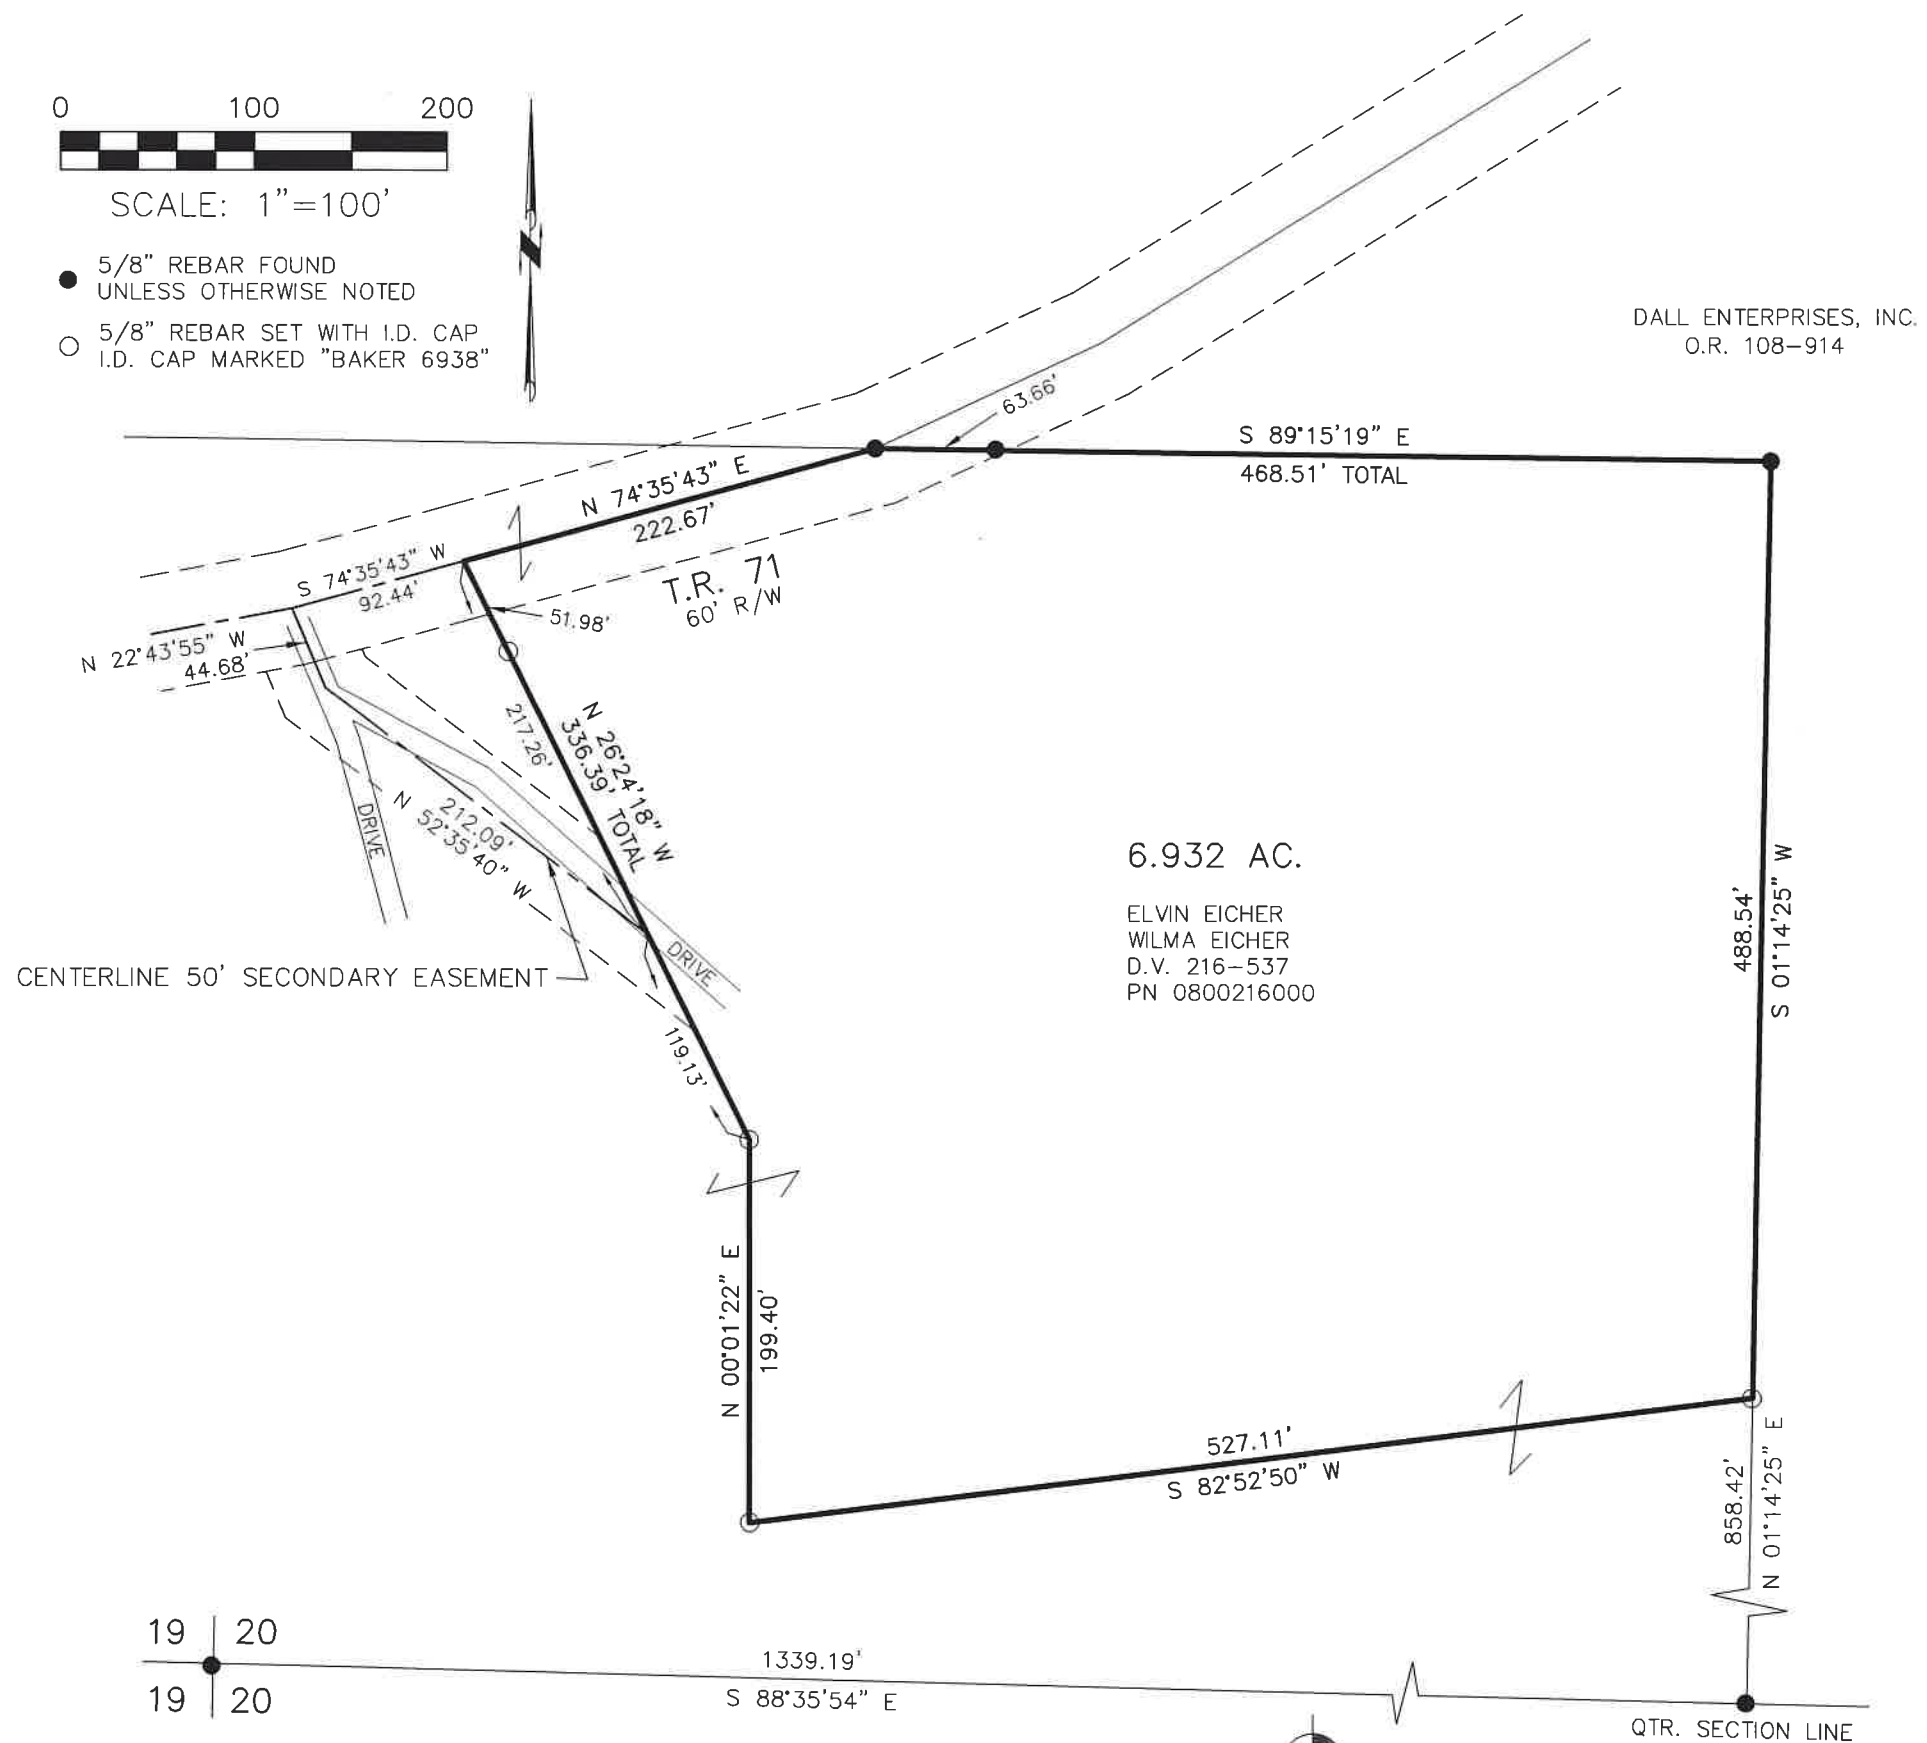 0 100 200
SCALE: 1"=100'
5/8" REBAR FOUND
UNLESS OTHERWISE NOTED
5/8" REBAR SET WITH I.D. CAP
I.D. CAP MARKED "BAKER 6938"
N
DALL ENTERPRISES, INC.
O.R. 108-914
63.66'
S 89°15'19" E
468.51' TOTAL
N 74°35'43" E
222.67'
S 74°35'43" W
92.44'
T.R. 71
60' R/W
51.98'
N 22°43'55" W
44.68'
217.26'
N 26°24'18" W
336.39' TOTAL
DRIVE
212.09'
N 52°35'40" W
CENTERLINE 50' SECONDARY EASEMENT
DRIVE
119.13'
6.932 AC.
ELVIN EICHER
WILMA EICHER
D.V. 216-537
PN 0800216000
488.54'
S 01°14'25" W
N 00°01'22" E
199.40'
527.11'
S 82°52'50" W
858.42'
N 01°14'25" E
19 20
19 20
1339.19'
S 88°35'54" E
QTR. SECTION LINE